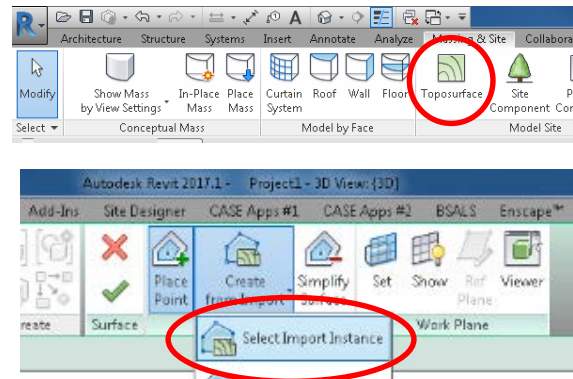 Architecture Structure Systems Insert Annotate Analyze Massing & Site Collabora
Modify
Show Mass by View Settings
In-Place Mass
Place Mass
Curtain System
Roof
Wall
Floor
Toposurface
Site Component
Select
Conceptual Mass
Model by Face
Model Site
Autodesk Revit 2017.1 - Project1 - 3D View: {3D}
Add-Ins Site Designer CASE Apps #1 CASE Apps #2 BSALS Enscape™
Place Point
Create from Import
Simplify Surface
Set
Show
Ref Plane
Viewer
reate
Surface
Work Plane
Select Import Instance